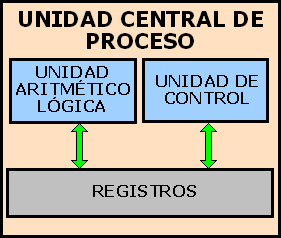 UNIDAD CENTRAL DE
PROCESO
UNIDAD
ARITMÉTICO
LÓGICA
UNIDAD DE
CONTROL
REGISTROS